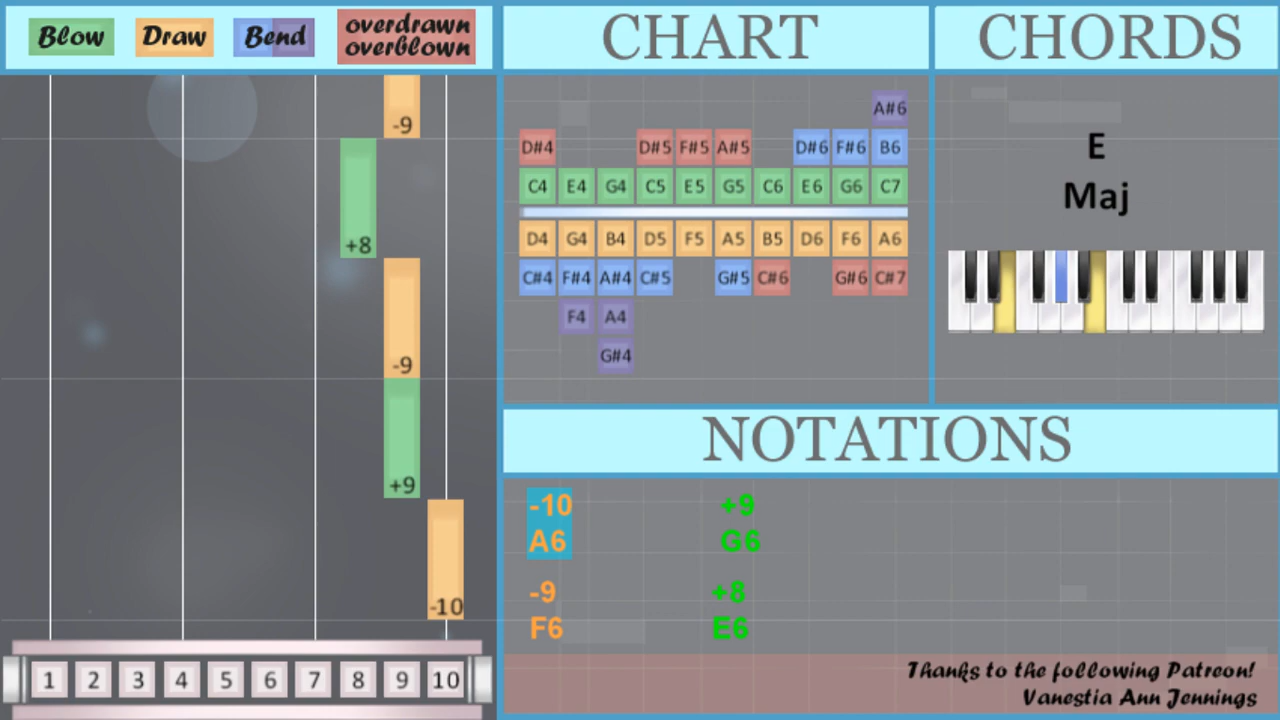 Blow Draw Bend overdrawn
overblown
CHART
CHORDS
-9
+8
-9
+9
-10
1 2 3 4 5 6 7 8 9 10
A#6
D#4 D#5 F#5 A#5 D#6 F#6 B6
C4 E4 G4 C5 E5 G5 C6 E6 G6 C7
D4 G4 B4 D5 F5 A5 B5 D6 F6 A6
C#4 F#4 A#4 C#5 G#5 C#6 G#6 C#7
F4 A4
G#4
E
Maj
NOTATIONS
-10 +9
A6 G6
-9 +8
F6 E6
Thanks to the following Patreon!
Vanestia Ann Jennings